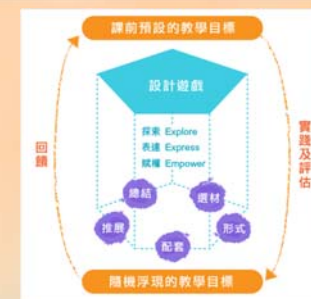 課前預設的教學目標
設計遊戲
探索 Explore
表達 Express
賦權 Empower
總結
選材
推展
形式
配套
回饋
實踐及評估
隨機浮現的教學目標